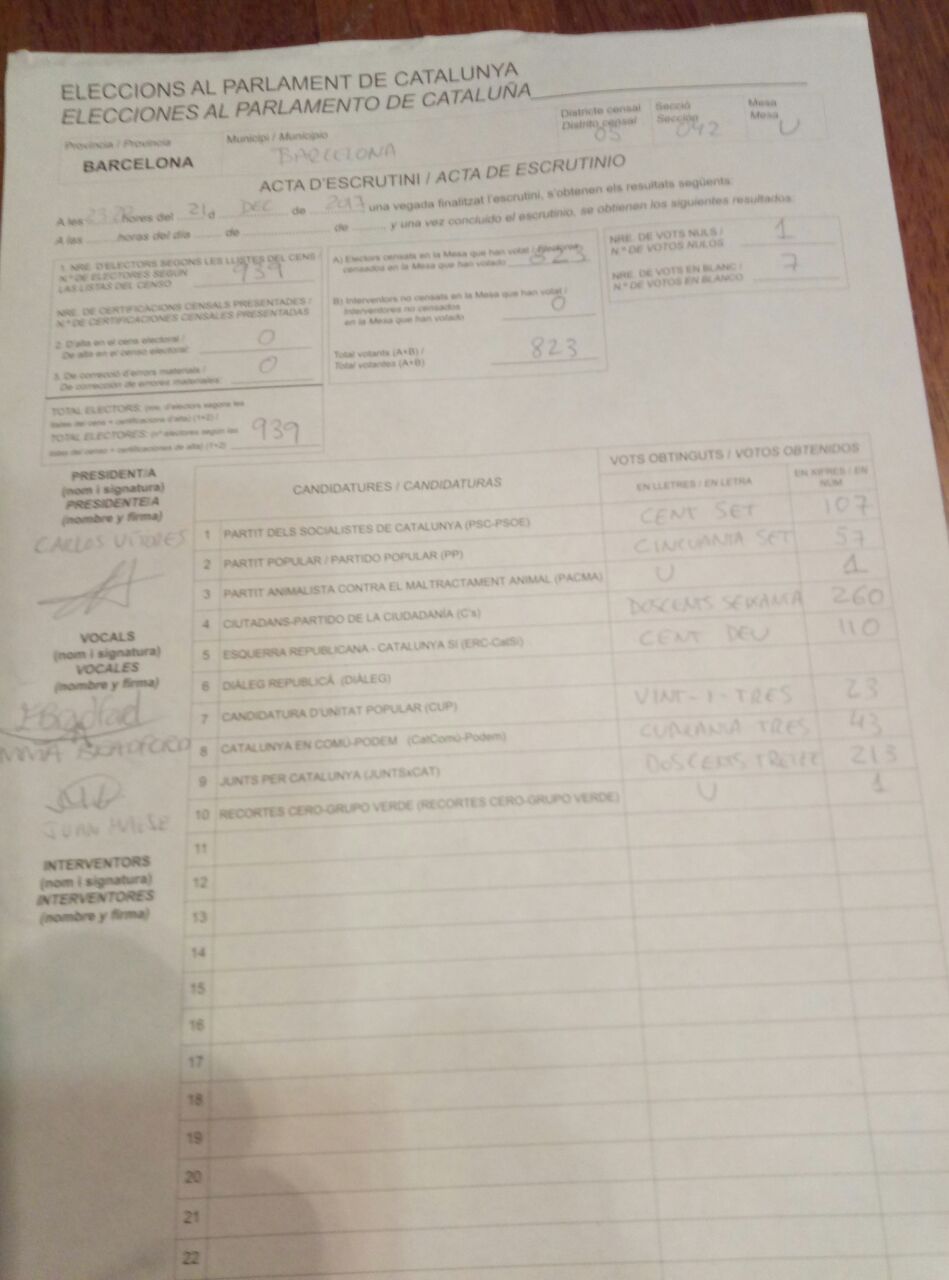 ELECCIONS AL PARLAMENT DE CATALUNYA
ELECCIONES AL PARLAMENTO DE CATALUÑA
Província / Provincia
BARCELONA
Municipi / Municipio
BARCELONA
Districte censal
Distrito censal
05
Secció
Sección
042
Mesa
Mesa
U
ACTA D'ESCRUTINI / ACTA DE ESCRUTINIO
A les 23.20 hores del 21 d DEC de 2017 una vegada finalitzat l'escrutini, s'obtenen els resultats següents:
A las horas del día de de y una vez concluido el escrutinio, se obtienen los siguientes resultados:
1. NRE. D'ELECTORS SEGONS LES LLISTES DEL CENS /
N.º DE ELECTORES SEGÚN
LAS LISTAS DEL CENSO
939
NRE. DE CERTIFICACIONS CENSALS PRESENTADES /
N.º DE CERTIFICACIONES CENSALES PRESENTADAS
2. D'alta en el cens electoral /
De alta en el censo electoral:
0
3. De correcció d'errors materials /
De corrección de errores materiales:
0
TOTAL ELECTORS: (nre. d'electors segons les
llistes del cens + certificacions d'alta) (1+2) /
TOTAL ELECTORES: (nº electores según las
listas del censo + certificaciones de alta) (1+2)
939
A) Electors censats en la Mesa que han votat / Electores
censados en la Mesa que han votado
823
B) Interventors no censats en la Mesa que han votat /
Interventores no censados
en la Mesa que han votado
0
Total votants (A+B) /
Total votantes (A+B)
823
NRE. DE VOTS NULS /
N.º DE VOTOS NULOS
1
NRE. DE VOTS EN BLANC /
N.º DE VOTOS EN BLANCO
7
PRESIDENT/A
(nom i signatura)
PRESIDENTE/A
(nombre y firma)
CARLOS
VOCALS
(nom i signatura)
VOCALES
(nombre y firma)
BRADFORD
JUAN
INTERVENTORS
(nom i signatura)
INTERVENTORES
(nombre y firma)
CANDIDATURES / CANDIDATURAS
VOTS OBTINGUTS / VOTOS OBTENIDOS
EN LLETRES / EN LETRA
EN XIFRES / EN NUM
1 PARTIT DELS SOCIALISTES DE CATALUNYA (PSC-PSOE) CENT SET 107
2 PARTIT POPULAR / PARTIDO POPULAR (PP) CINCUANTA SET 57
3 PARTIT ANIMALISTA CONTRA EL MALTRACTAMENT ANIMAL (PACMA) U 1
4 CIUTADANS-PARTIDO DE LA CIUDADANÍA (C's) DOSCENTS SEIXANTA 260
5 ESQUERRA REPUBLICANA - CATALUNYA SÍ (ERC-CatSí) CENT DEU 110
6 DIÀLEG REPUBLICÀ (DIÀLEG)
7 CANDIDATURA D'UNITAT POPULAR (CUP) VINT-I-TRES 23
8 CATALUNYA EN COMÚ-PODEM (CatComú-Podem) CUARANTA TRES 43
9 JUNTS PER CATALUNYA (JUNTSxCAT) DOSCENTS TRETZE 213
10 RECORTES CERO-GRUPO VERDE (RECORTES CERO-GRUPO VERDE) U 1
11
12
13
14
15
16
17
18
19
20
21
22